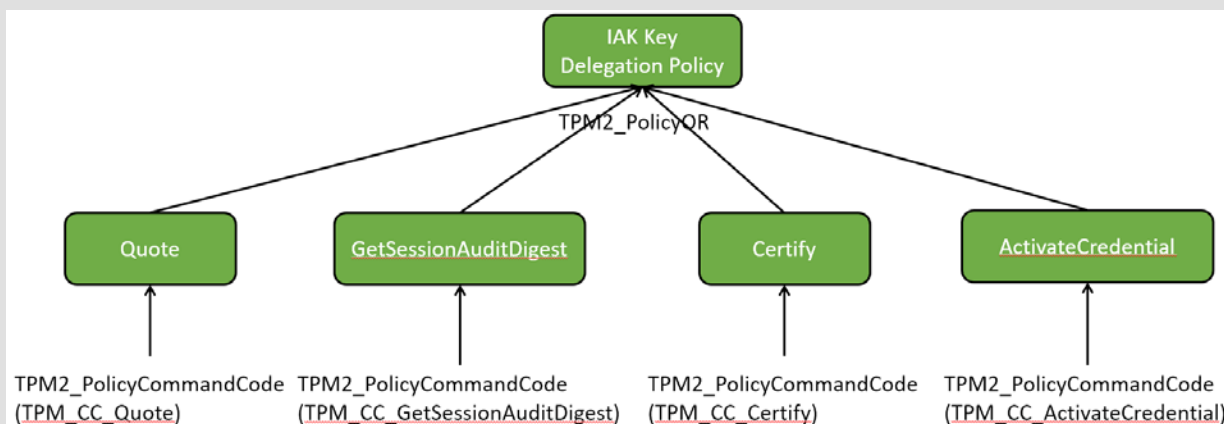 IAK Key
Delegation Policy
TPM2_PolicyOR
Quote
GetSessionAuditDigest
Certify
ActivateCredential
TPM2_PolicyCommandCode
(TPM_CC_Quote)
TPM2_PolicyCommandCode
(TPM_CC_GetSessionAuditDigest)
TPM2_PolicyCommandCode
(TPM_CC_Certify)
TPM2_PolicyCommandCode
(TPM_CC_ActivateCredential)